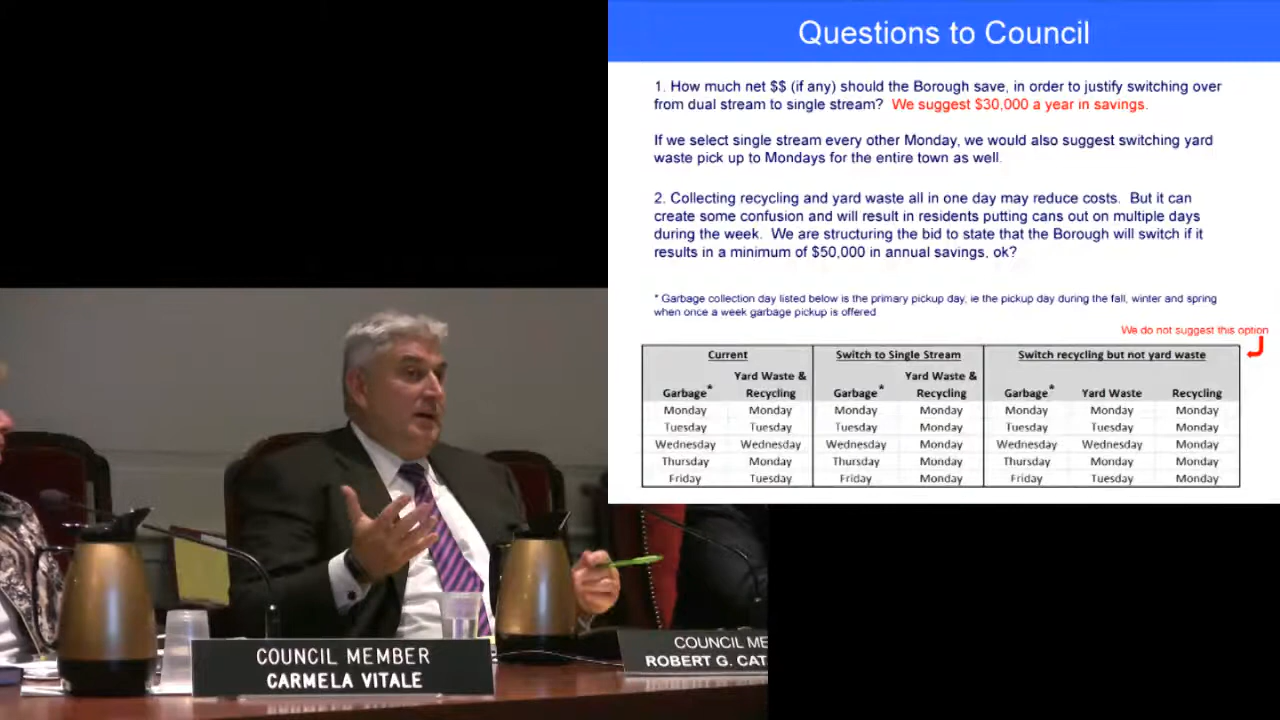 Questions to Council
1. How much net $$ (if any) should the Borough save, in order to justify switching over
from dual stream to single stream? We suggest $30,000 a year in savings.
If we select single stream every other Monday, we would also suggest switching yard
waste pick up to Mondays for the entire town as well.
2. Collecting recycling and yard waste all in one day may reduce costs. But it can
create some confusion and will result in residents putting cans out on multiple days
during the week. We are structuring the bid to state that the Borough will switch if it
results in a minimum of $50,000 in annual savings, ok?
* Garbage collection day listed below is the primary pickup day, ie the pickup day during the fall, winter and spring
when once a week garbage pickup is offered
We do not suggest this option
Current Switch to Single Stream Switch recycling but not yard waste
Yard Waste & Yard Waste &
Garbage* Recycling Garbage* Recycling Garbage* Yard Waste Recycling
Monday Monday Monday Monday Monday Monday Monday
Tuesday Tuesday Tuesday Monday Tuesday Tuesday Monday
Wednesday Wednesday Wednesday Monday Wednesday Wednesday Monday
Thursday Monday Thursday Monday Thursday Monday Monday
Friday Tuesday Friday Monday Friday Tuesday Monday
COUNCIL MEMBER
CARMELA VITALE
COUNCIL
ROBERT G.